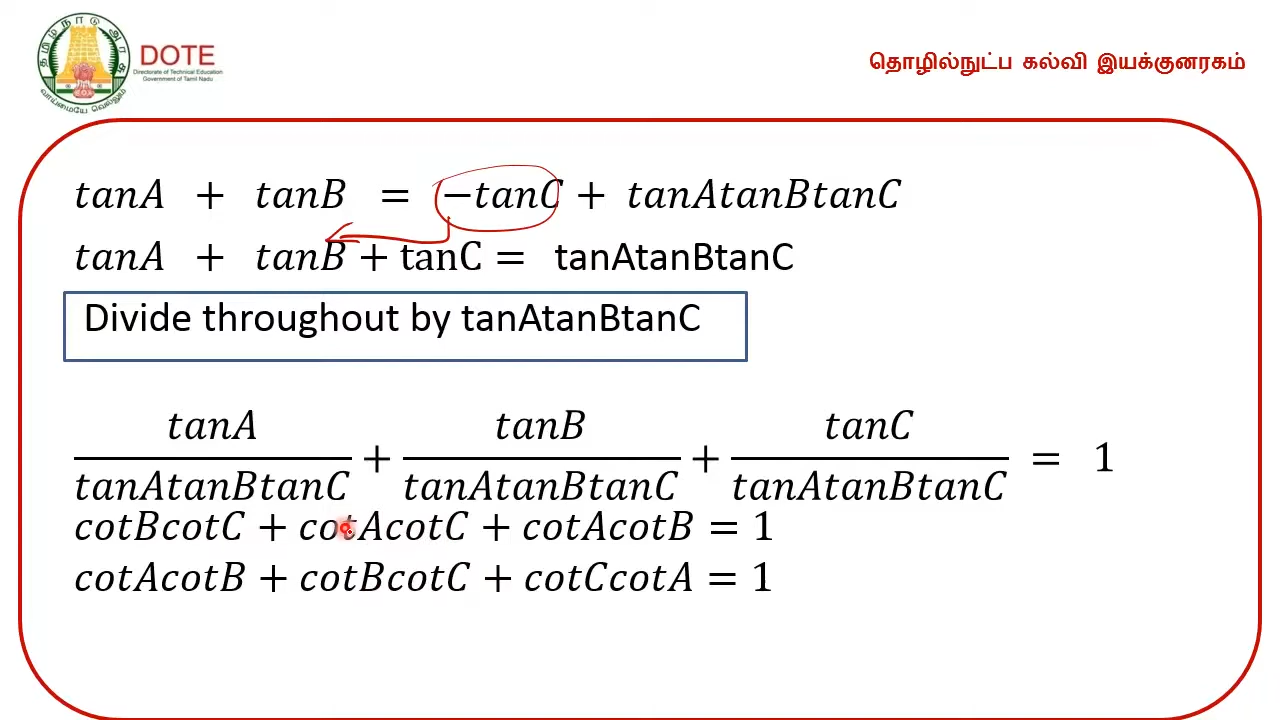 தமிழ்நாடு அரசு
வாய்மையே வெல்லும்
DOTE
Directorate of Technical Education
Government of Tamil Nadu
தொழில்நுட்ப கல்வி இயக்குனரகம்
tanA + tanB = −tanC + tanAtanBtanC
tanA + tanB + tanC = tanAtanBtanC
Divide throughout by tanAtanBtanC
tanA/tanAtanBtanC + tanB/tanAtanBtanC + tanC/tanAtanBtanC = 1
cotBcotC + cotAcotC + cotAcotB = 1
cotAcotB + cotBcotC + cotCcotA = 1